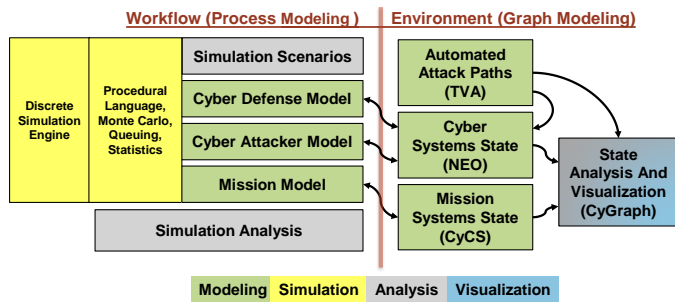 Workflow (Process Modeling)
Environment (Graph Modeling)
Discrete
Simulation
Engine
Procedural
Language,
Monte Carlo,
Queuing,
Statistics
Simulation Scenarios
Cyber Defense Model
Cyber Attacker Model
Mission Model
Simulation Analysis
Automated
Attack Paths
(TVA)
Cyber
Systems State
(NEO)
Mission
Systems State
(CyCS)
State
Analysis And
Visualization
(CyGraph)
Modeling
Simulation
Analysis
Visualization